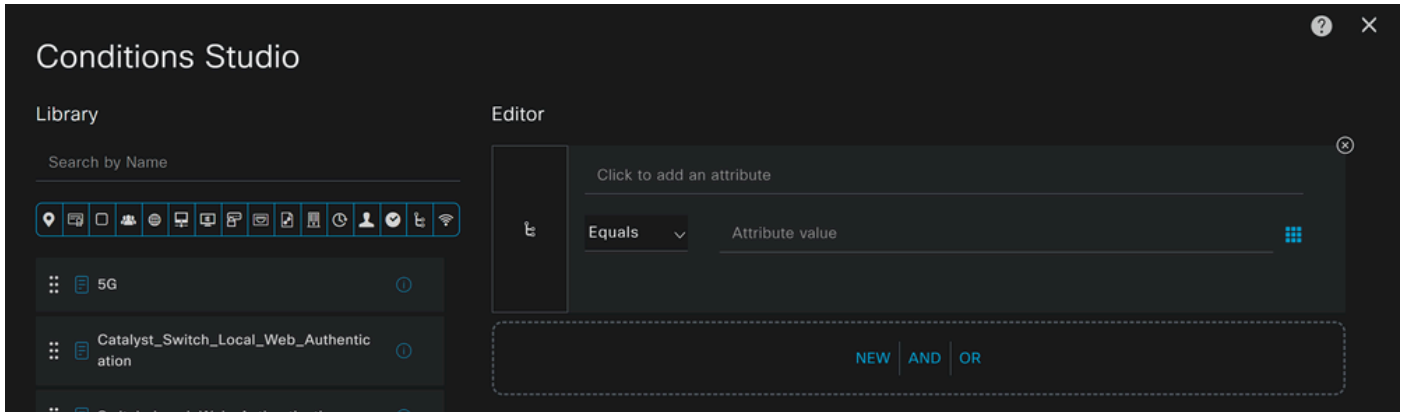 Conditions Studio
Library
Search by Name
5G
Catalyst_Switch_Local_Web_Authentic
ation
Editor
Click to add an attribute
Equals
Attribute value
NEW AND OR